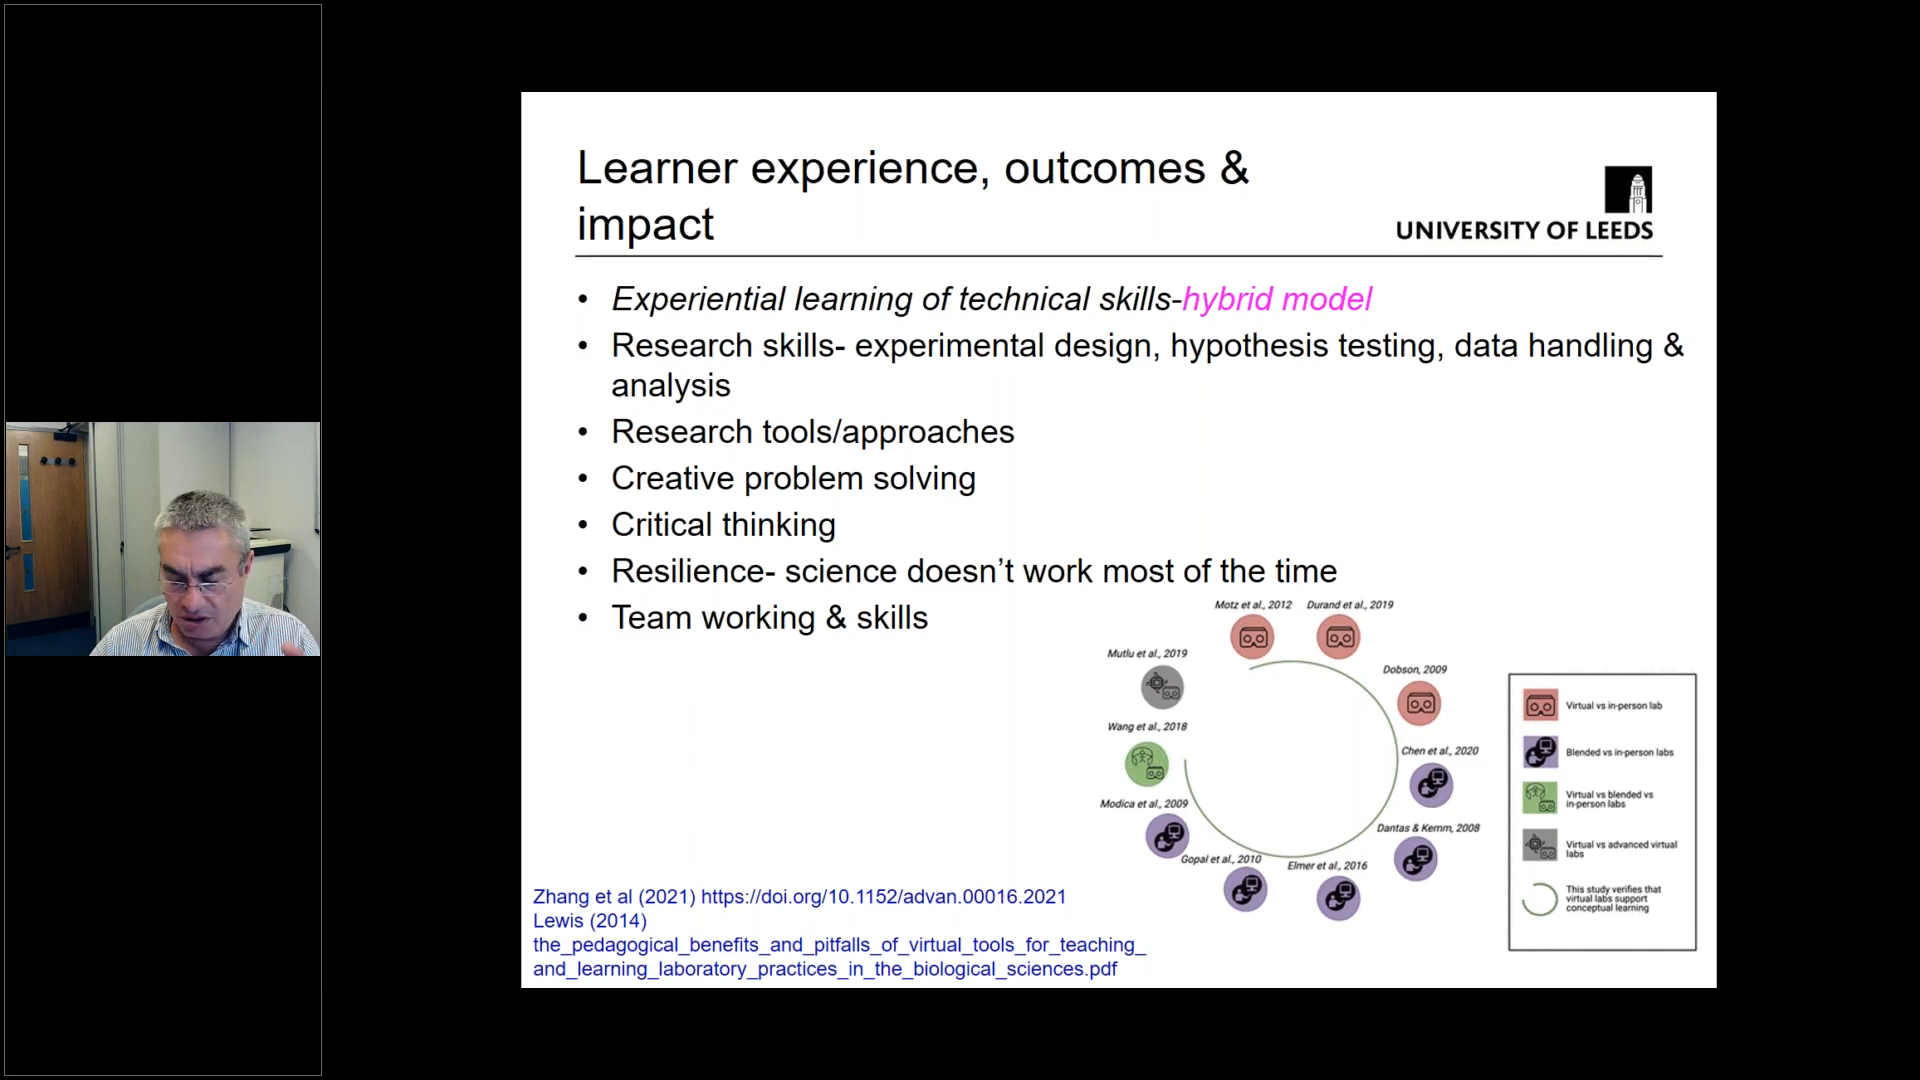 Learner experience, outcomes &
impact
UNIVERSITY OF LEEDS
• Experiential learning of technical skills-hybrid model
• Research skills- experimental design, hypothesis testing, data handling &
analysis
• Research tools/approaches
• Creative problem solving
• Critical thinking
• Resilience- science doesn’t work most of the time
• Team working & skills
Motz et al., 2012
Durand et al., 2019
Mutlu et al., 2019
Dobson, 2009
Wang et al., 2018
Chen et al., 2020
Modica et al., 2009
Dantas & Kemm, 2008
Gopal et al., 2010
Elmer et al., 2016
Virtual vs in-person lab
Blended vs in-person labs
Virtual vs blended vs
in-person labs
Virtual vs advanced virtual
labs
This study verifies that
virtual labs support
conceptual learning
Zhang et al (2021) https://doi.org/10.1152/advan.00016.2021
Lewis (2014)
the_pedagogical_benefits_and_pitfalls_of_virtual_tools_for_teaching_
and_learning_laboratory_practices_in_the_biological_sciences.pdf